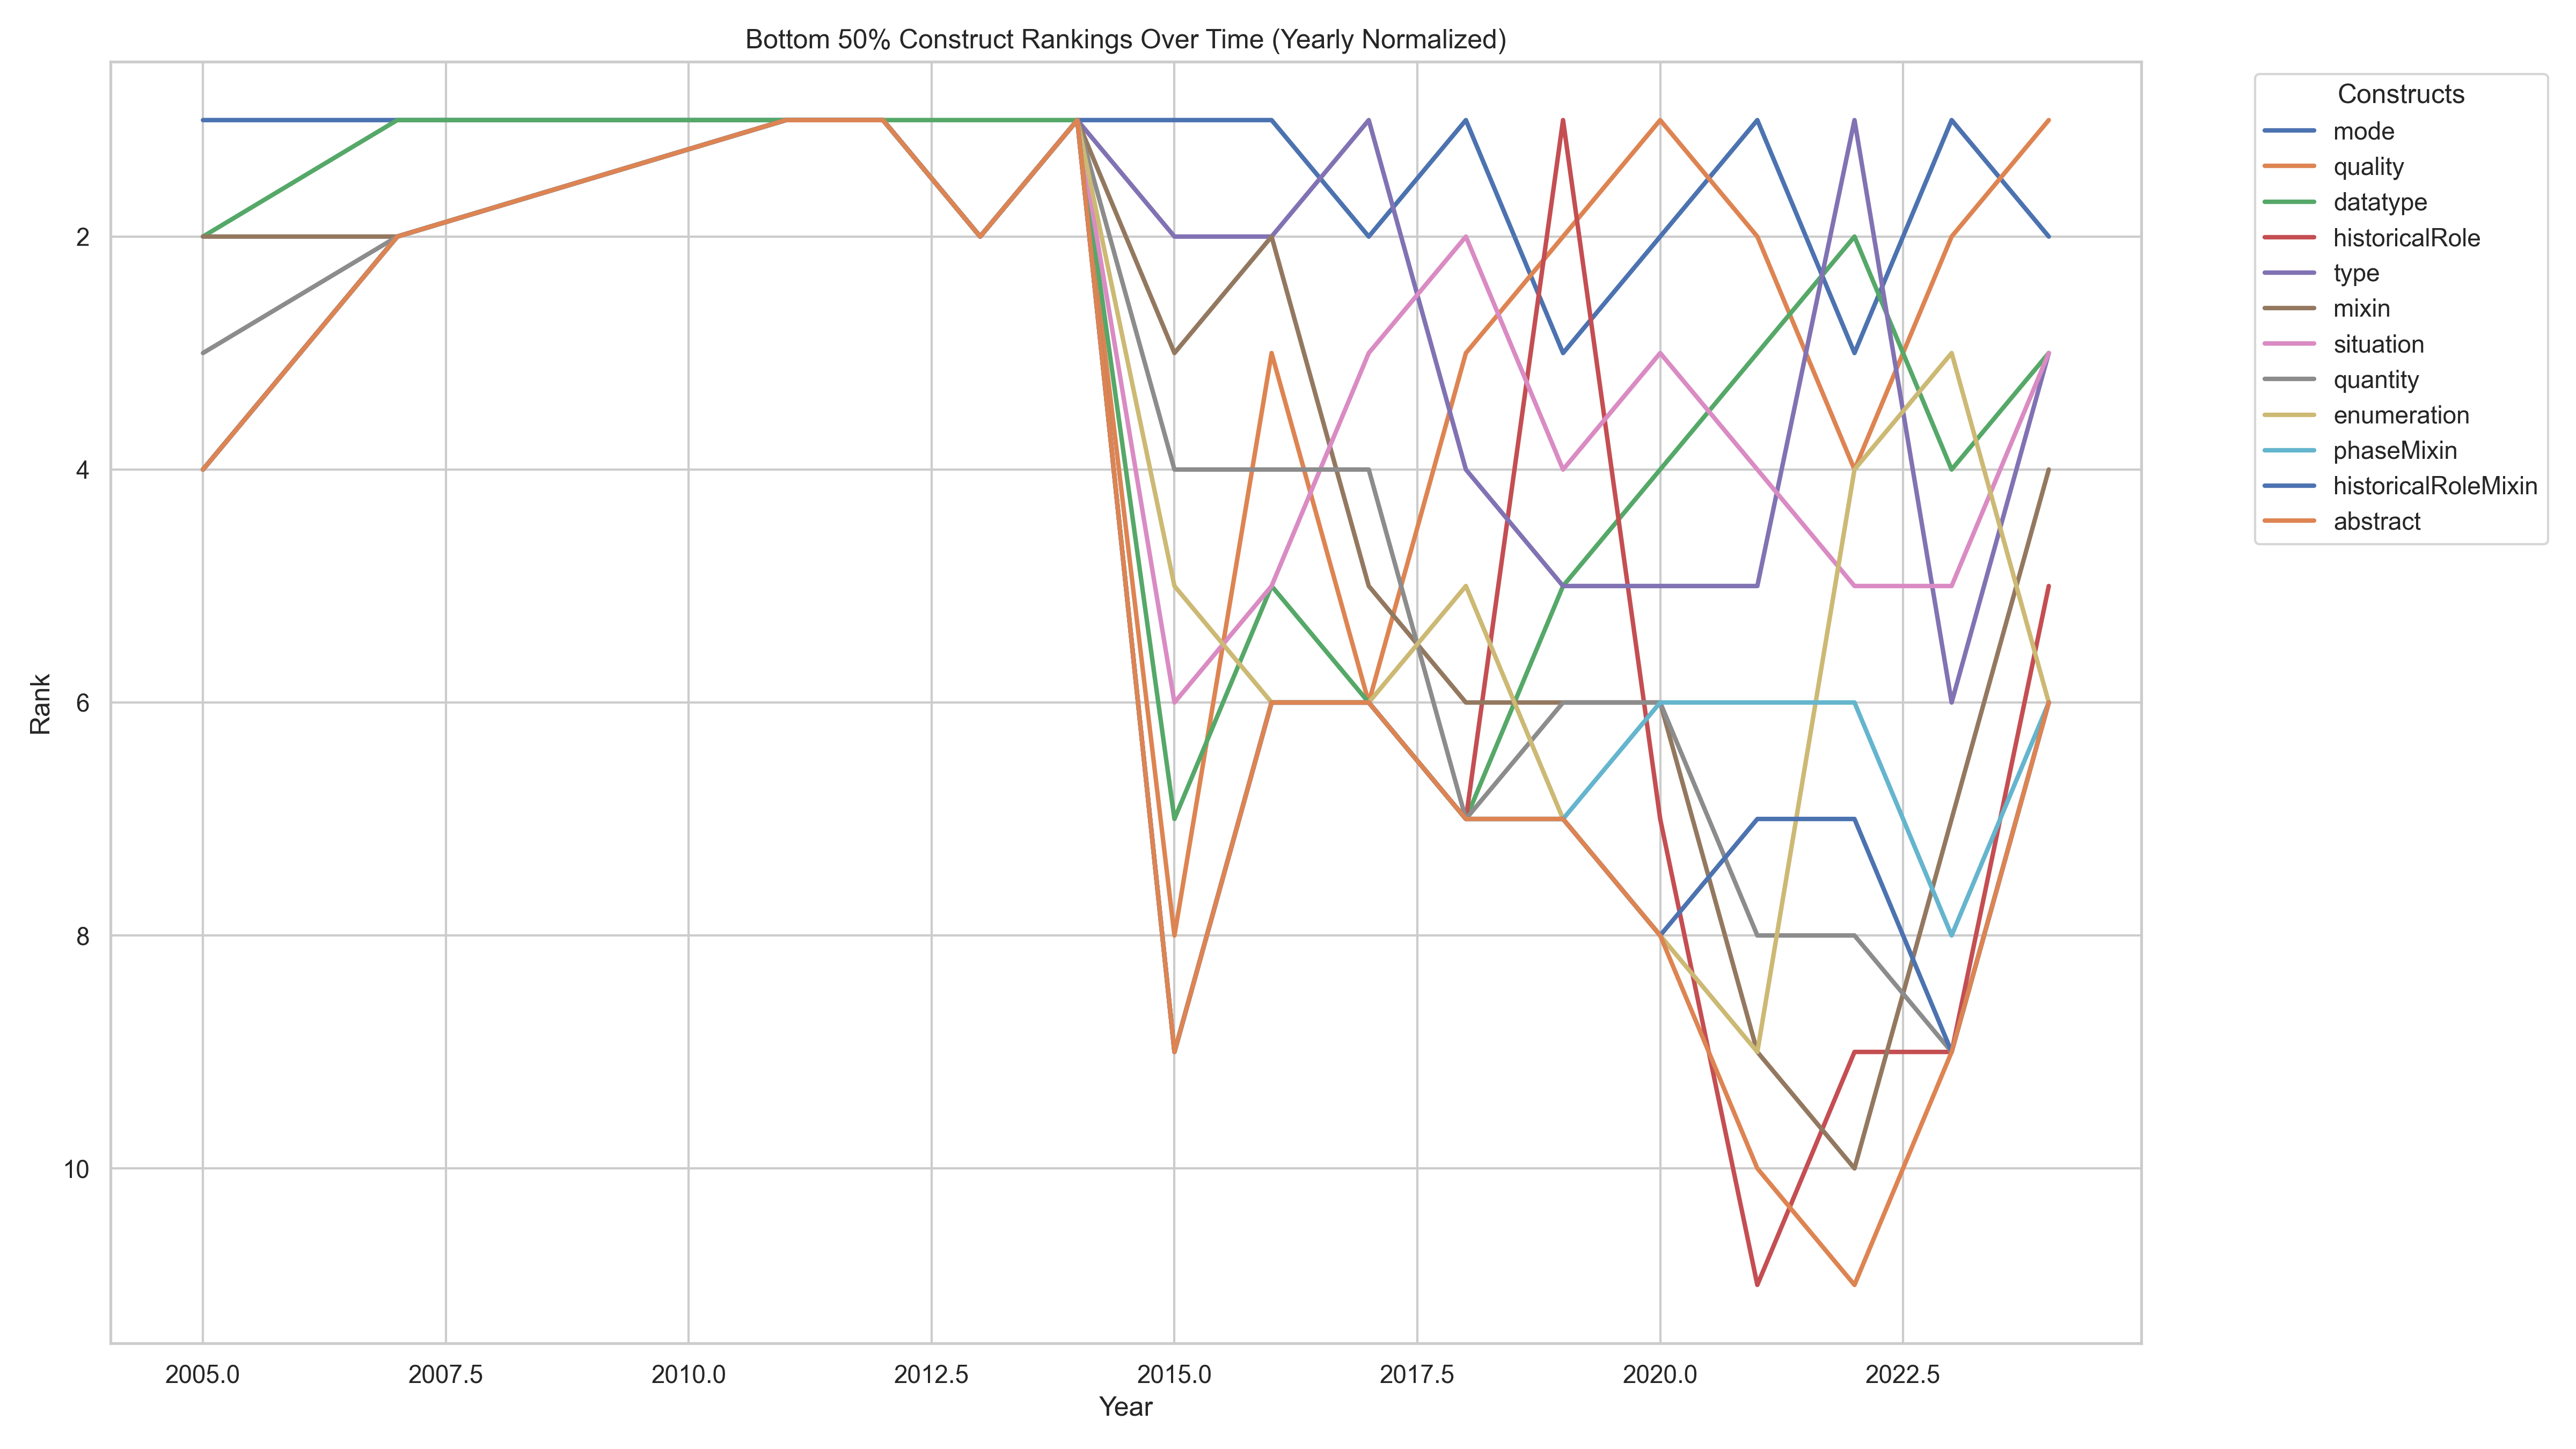 Bottom 50% Construct Rankings Over Time (Yearly Normalized)
Constructs
mode
quality
datatype
historicalRole
type
mixin
situation
quantity
enumeration
phaseMixin
historicalRoleMixin
abstract
Rank
2
4
6
8
10
2005.0 2007.5 2010.0 2012.5 2015.0 2017.5 2020.0 2022.5
Year